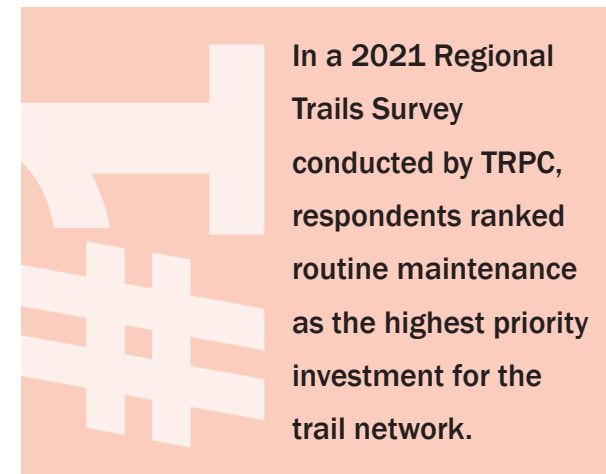 #1
In a 2021 Regional
Trails Survey
conducted by TRPC,
respondents ranked
routine maintenance
as the highest priority
investment for the
trail network.